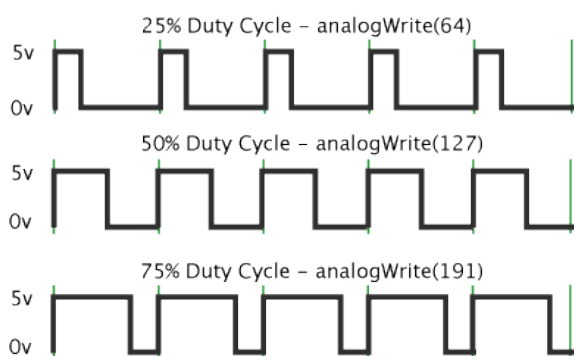 25% Duty Cycle – analogWrite(64)
5v
0v
50% Duty Cycle – analogWrite(127)
5v
0v
75% Duty Cycle – analogWrite(191)
5v
0v